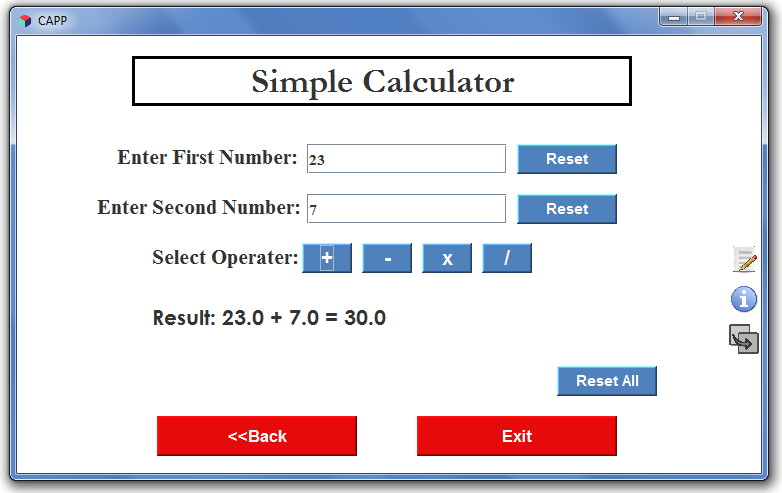 CAPP
Simple Calculator
Enter First Number: 23 Reset
Enter Second Number: 7 Reset
Select Operater: + - x /
Result: 23.0 + 7.0 = 30.0
Reset All
<<Back Exit